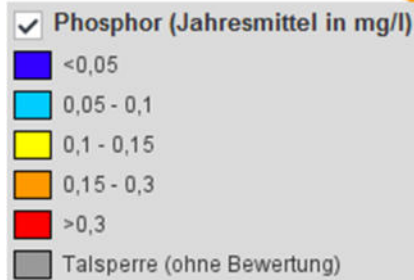 Phosphor (Jahresmittel in mg/l)
<0,05
0,05 - 0,1
0,1 - 0,15
0,15 - 0,3
>0,3
Talsperre (ohne Bewertung)